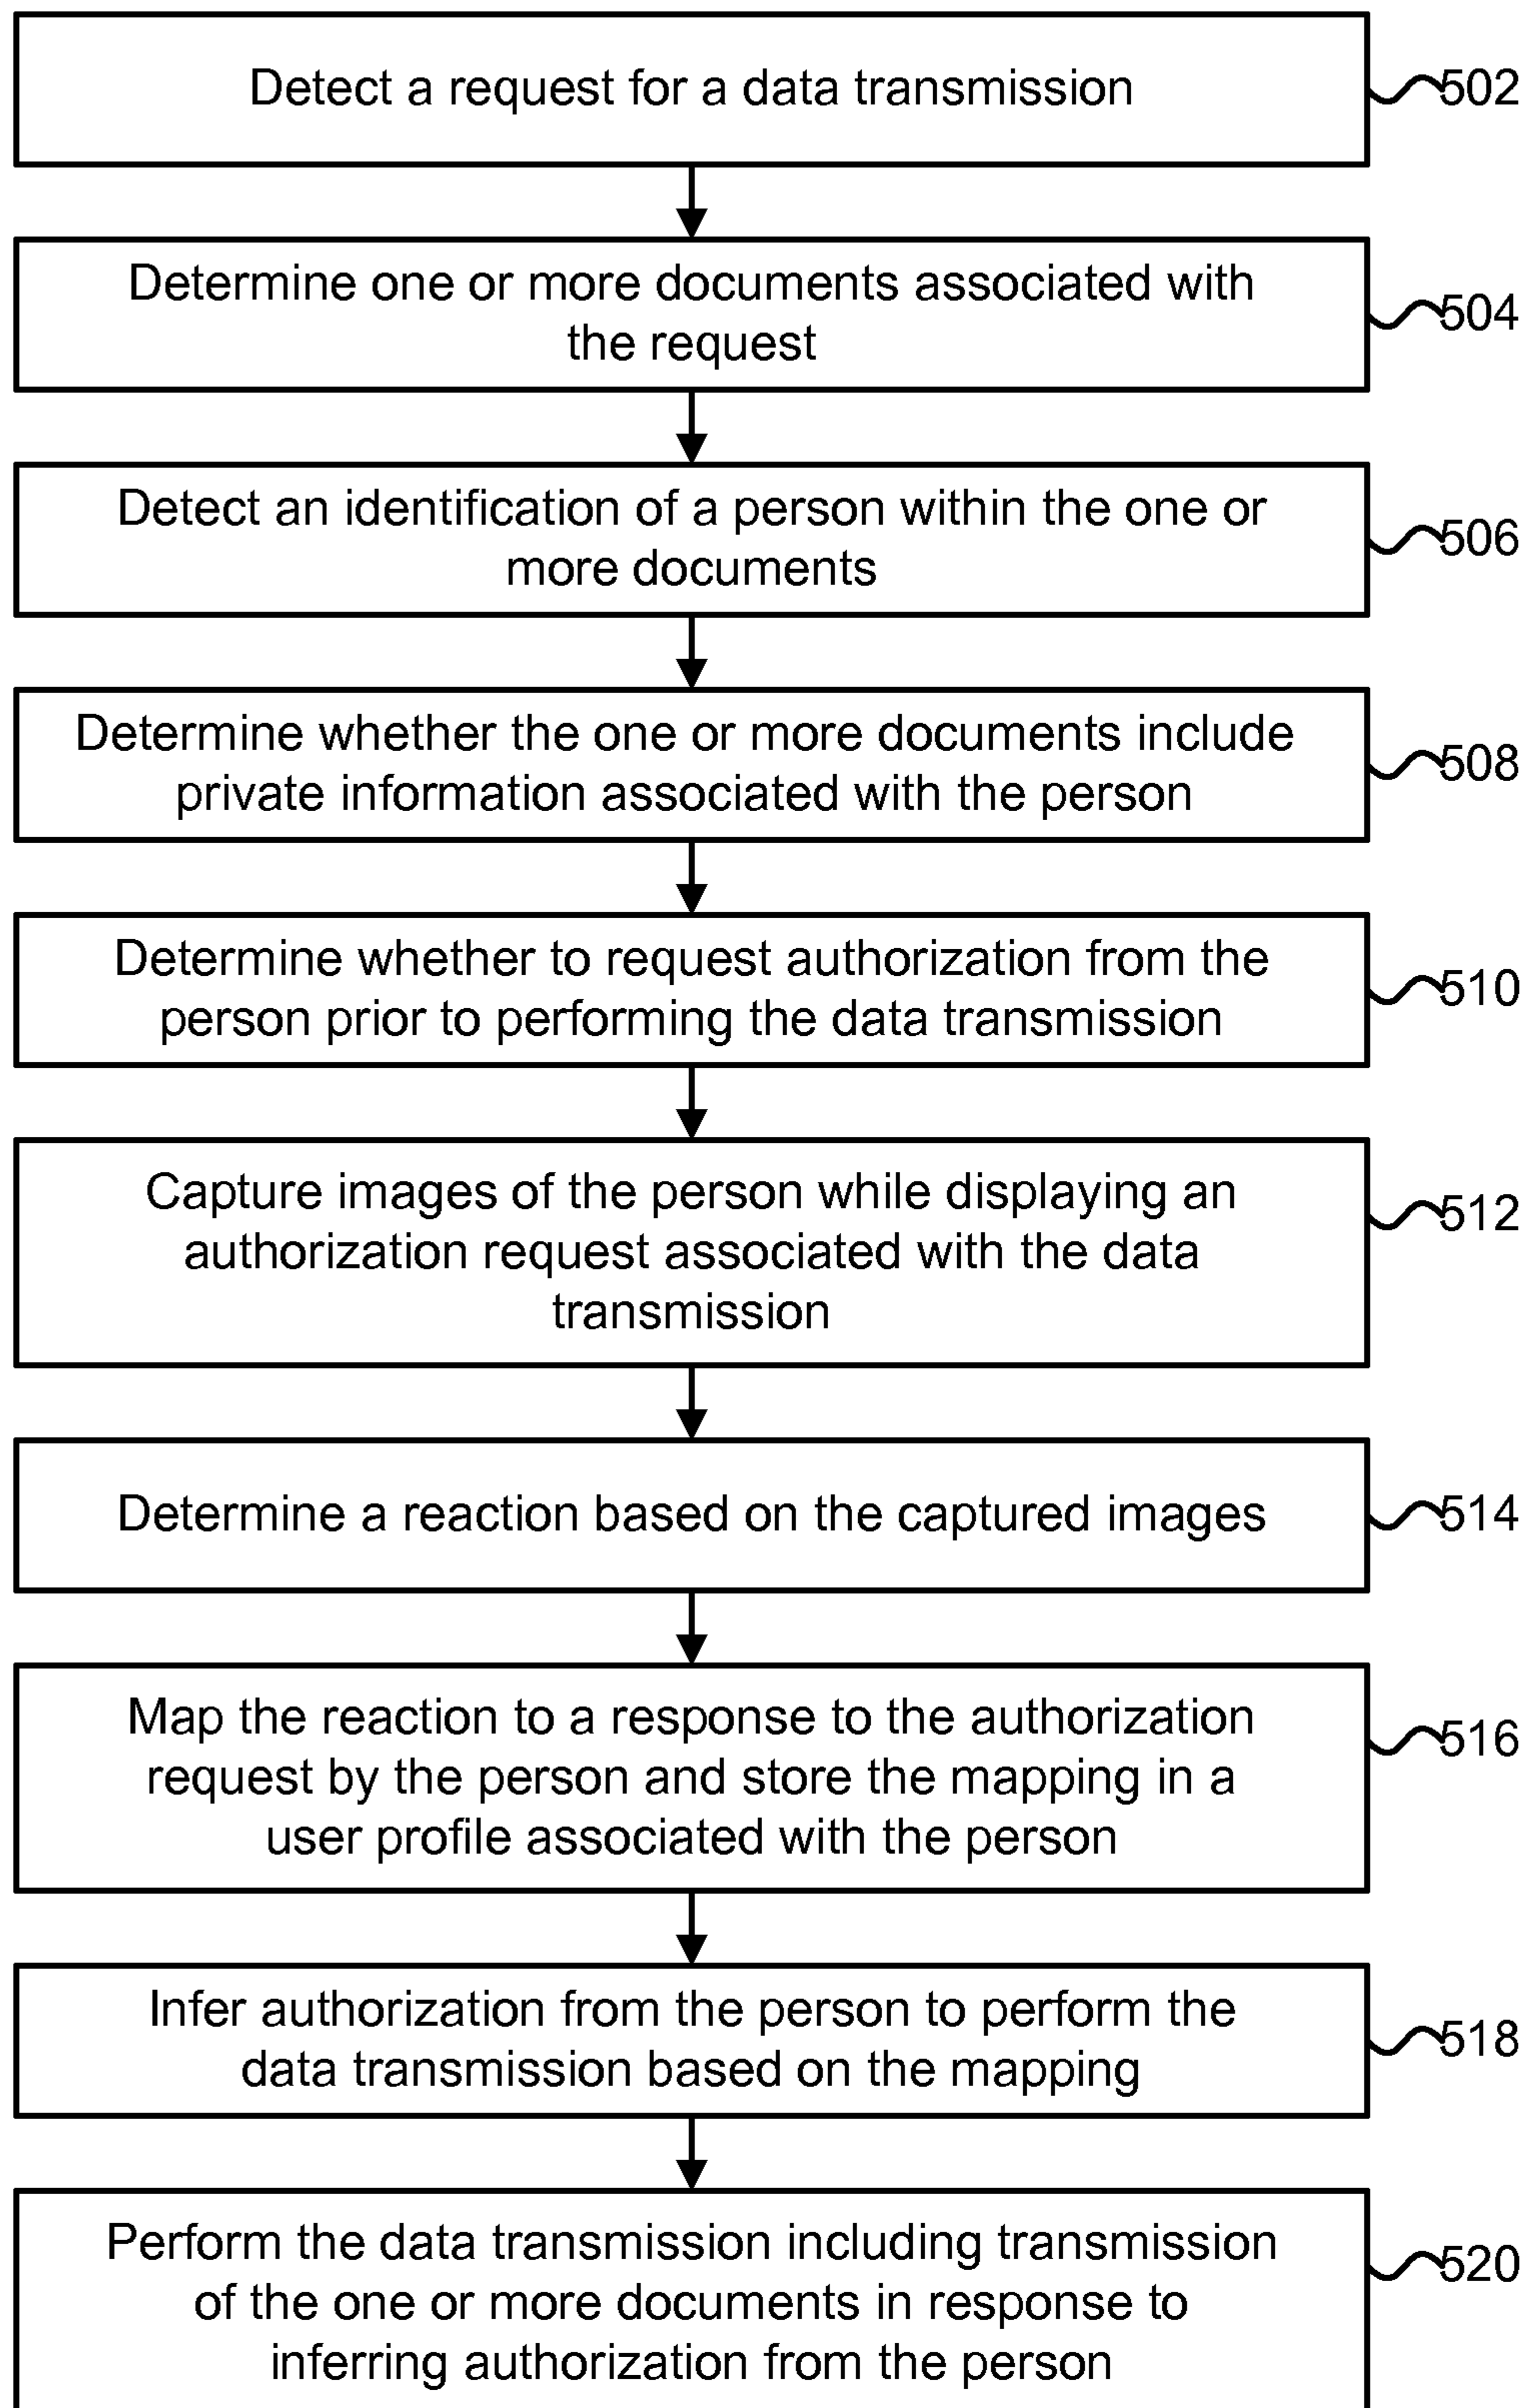 Detect a request for a data transmission
502
Determine one or more documents associated with
the request
504
Detect an identification of a person within the one or
more documents
506
Determine whether the one or more documents include
private information associated with the person
508
Determine whether to request authorization from the
person prior to performing the data transmission
510
Capture images of the person while displaying an
authorization request associated with the data
transmission
512
Determine a reaction based on the captured images
514
Map the reaction to a response to the authorization
request by the person and store the mapping in a
user profile associated with the person
516
Infer authorization from the person to perform the
data transmission based on the mapping
518
Perform the data transmission including transmission
of the one or more documents in response to
inferring authorization from the person
520